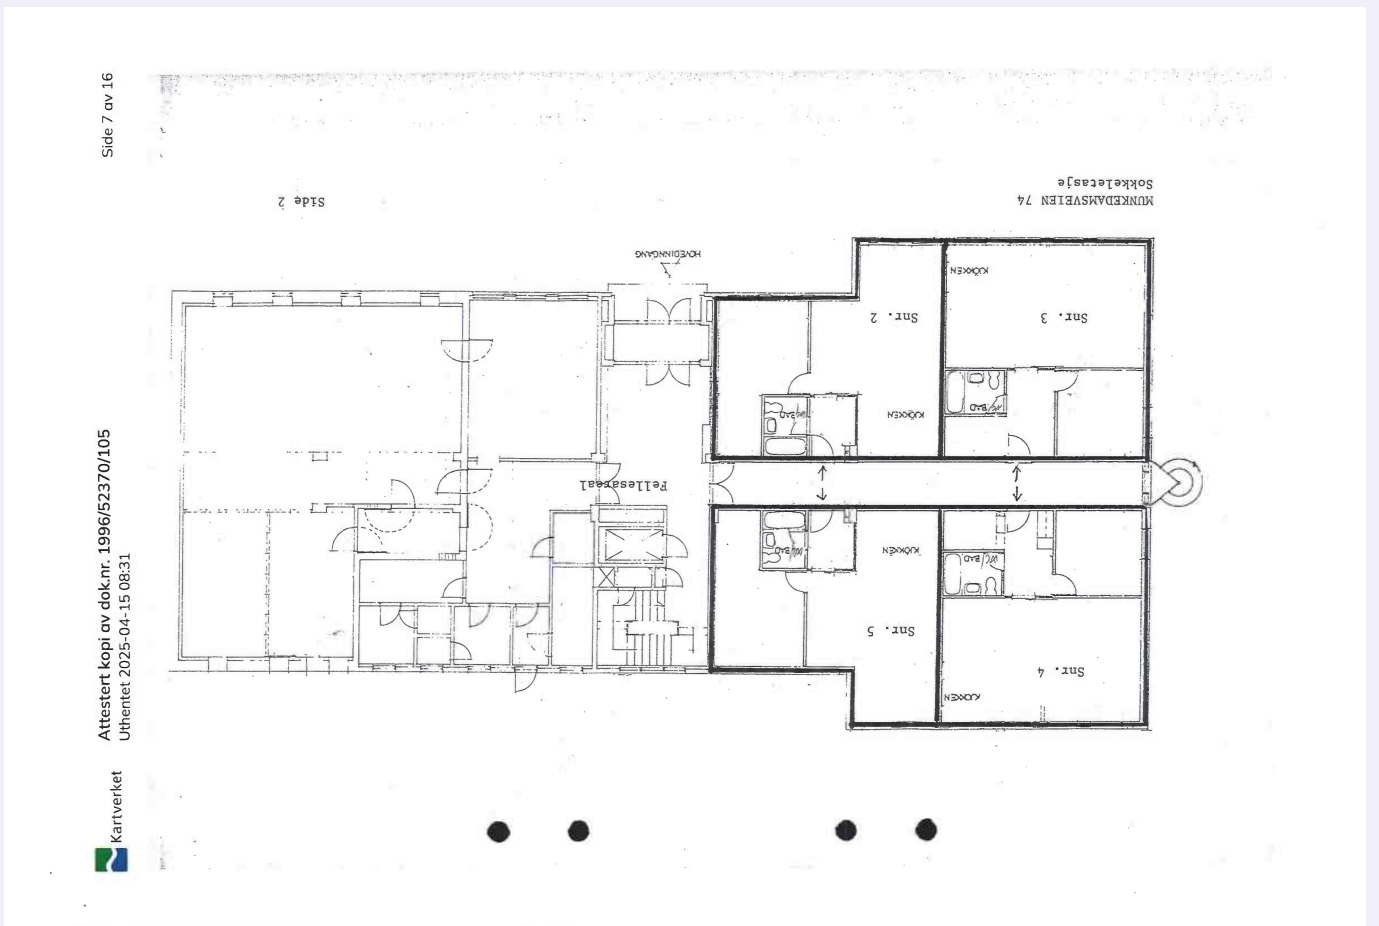 Side 7 av 16
Attestert kopi av dok.nr. 1996/52370/105
Uthentet 2025-04-15 08:31
Kartverket
MUNKEDAMSVEIEN 74
Sokkeletasje
Side 2
HOVEDINNGANG
Snr. 2
KJØKKEN
WC/BAD
Snr. 3
KJØKKEN
WC/BAD
Fellesareal
Snr. 5
KJØKKEN
WC/BAD
Snr. 4
KJØKKEN
WC/BAD